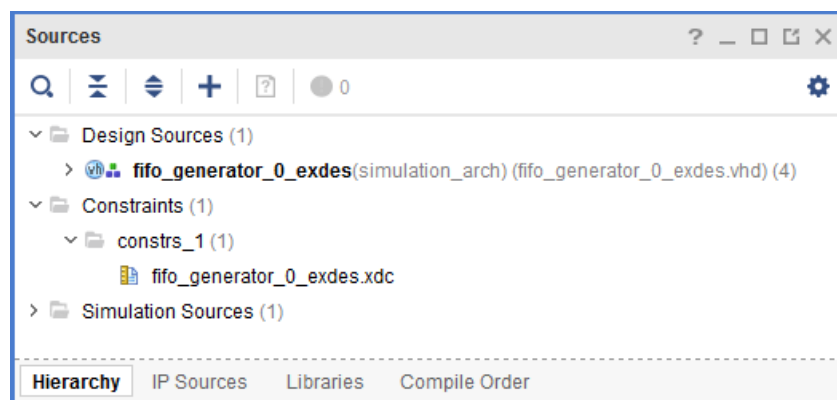 Sources
? 0
Design Sources (1)
vh fifo_generator_0_exdes(simulation_arch) (fifo_generator_0_exdes.vhd) (4)
Constraints (1)
constrs_1 (1)
fifo_generator_0_exdes.xdc
Simulation Sources (1)
Hierarchy IP Sources Libraries Compile Order